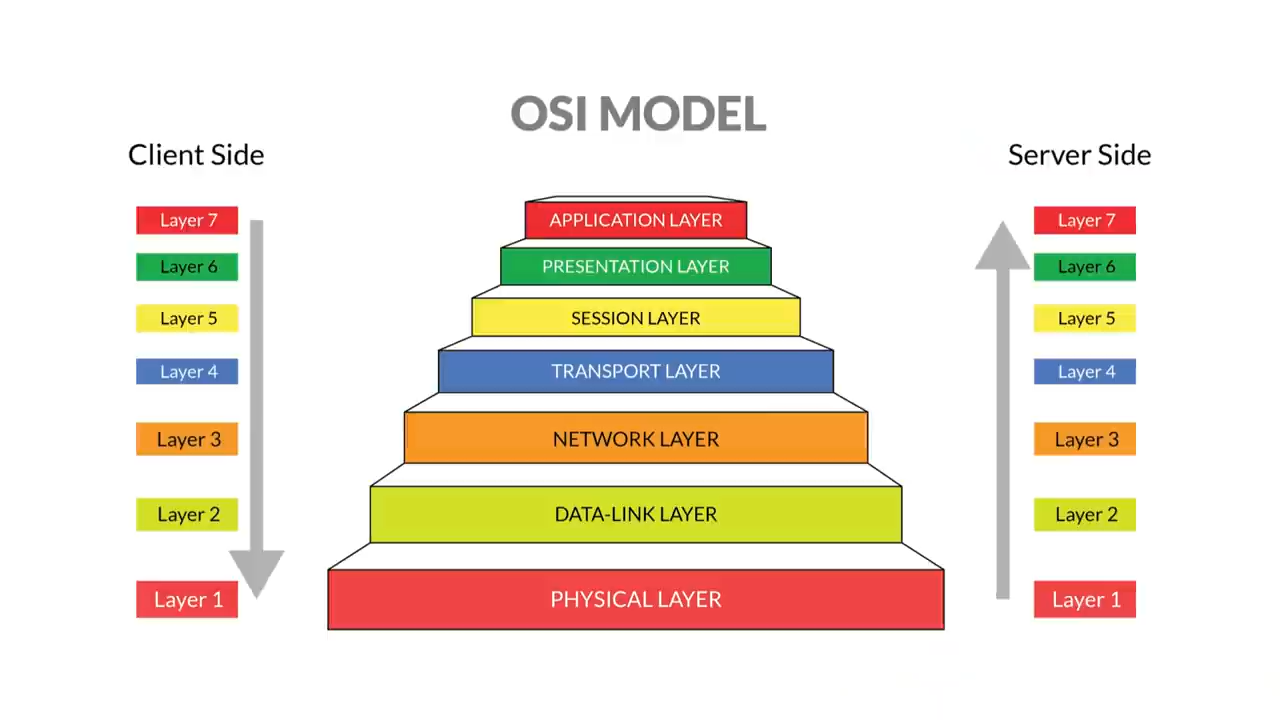 OSI MODEL
Client Side
Server Side
Layer 7
APPLICATION LAYER
Layer 7
Layer 6
PRESENTATION LAYER
Layer 6
Layer 5
SESSION LAYER
Layer 5
Layer 4
TRANSPORT LAYER
Layer 4
Layer 3
NETWORK LAYER
Layer 3
Layer 2
DATA-LINK LAYER
Layer 2
Layer 1
PHYSICAL LAYER
Layer 1